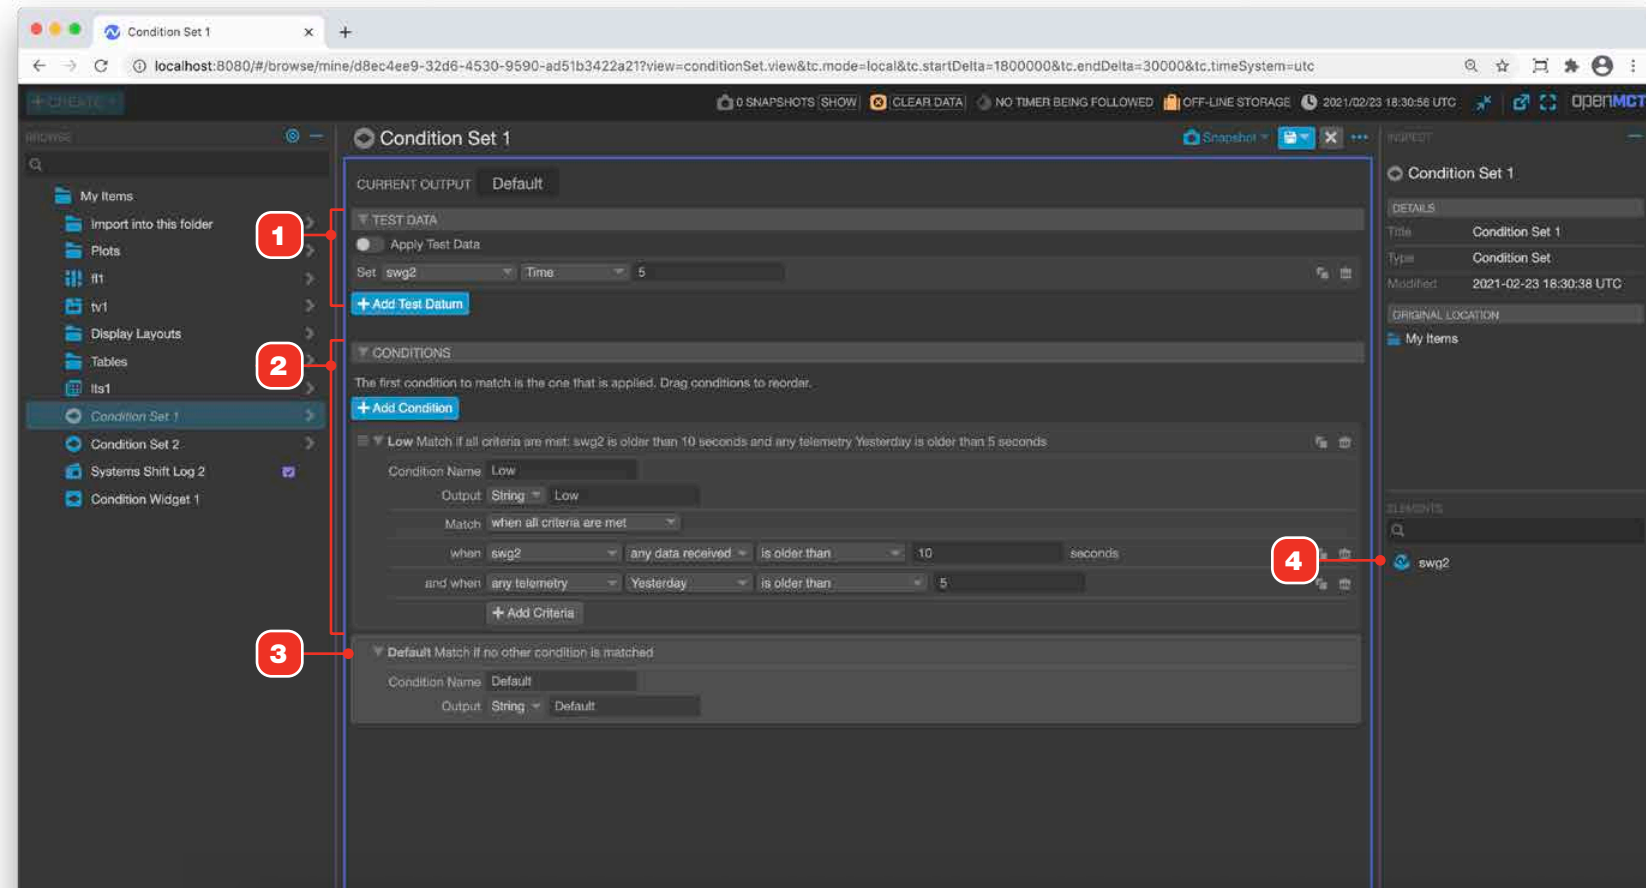 Condition Set 1
localhost:8080/#/browse/mine/d8ec4ee9-32d6-4530-9590-ad51b3422a21?view=conditionSet.view&tc.mode=local&tc.startDelta=1800000&tc.endDelta=30000&tc.timeSystem=utc
+ CREATE
0 SNAPSHOTS SHOW CLEAR DATA NO TIMER BEING FOLLOWED OFF-LINE STORAGE 2021/02/23 18:30:56 UTC openMCT
BROWSE
My Items
Import into this folder
Plots
fl1
tv1
Display Layouts
Tables
lts1
Condition Set 1
Condition Set 2
Systems Shift Log 2
Condition Widget 1
Condition Set 1
Snapshot
CURRENT OUTPUT Default
1
TEST DATA
Apply Test Data
Set swg2 Time 5
+ Add Test Datum
2
CONDITIONS
The first condition to match is the one that is applied. Drag conditions to reorder.
+ Add Condition
Low Match if all criteria are met: swg2 is older than 10 seconds and any telemetry Yesterday is older than 5 seconds
Condition Name Low
Output String Low
Match when all criteria are met
when swg2 any data received is older than 10 seconds
and when any telemetry Yesterday is older than 5
+ Add Criteria
3
Default Match if no other condition is matched
Condition Name Default
Output String Default
INSPECT
Condition Set 1
DETAILS
Title Condition Set 1
Type Condition Set
Modified 2021-02-23 18:30:38 UTC
ORIGINAL LOCATION
My Items
ELEMENTS
4
swg2